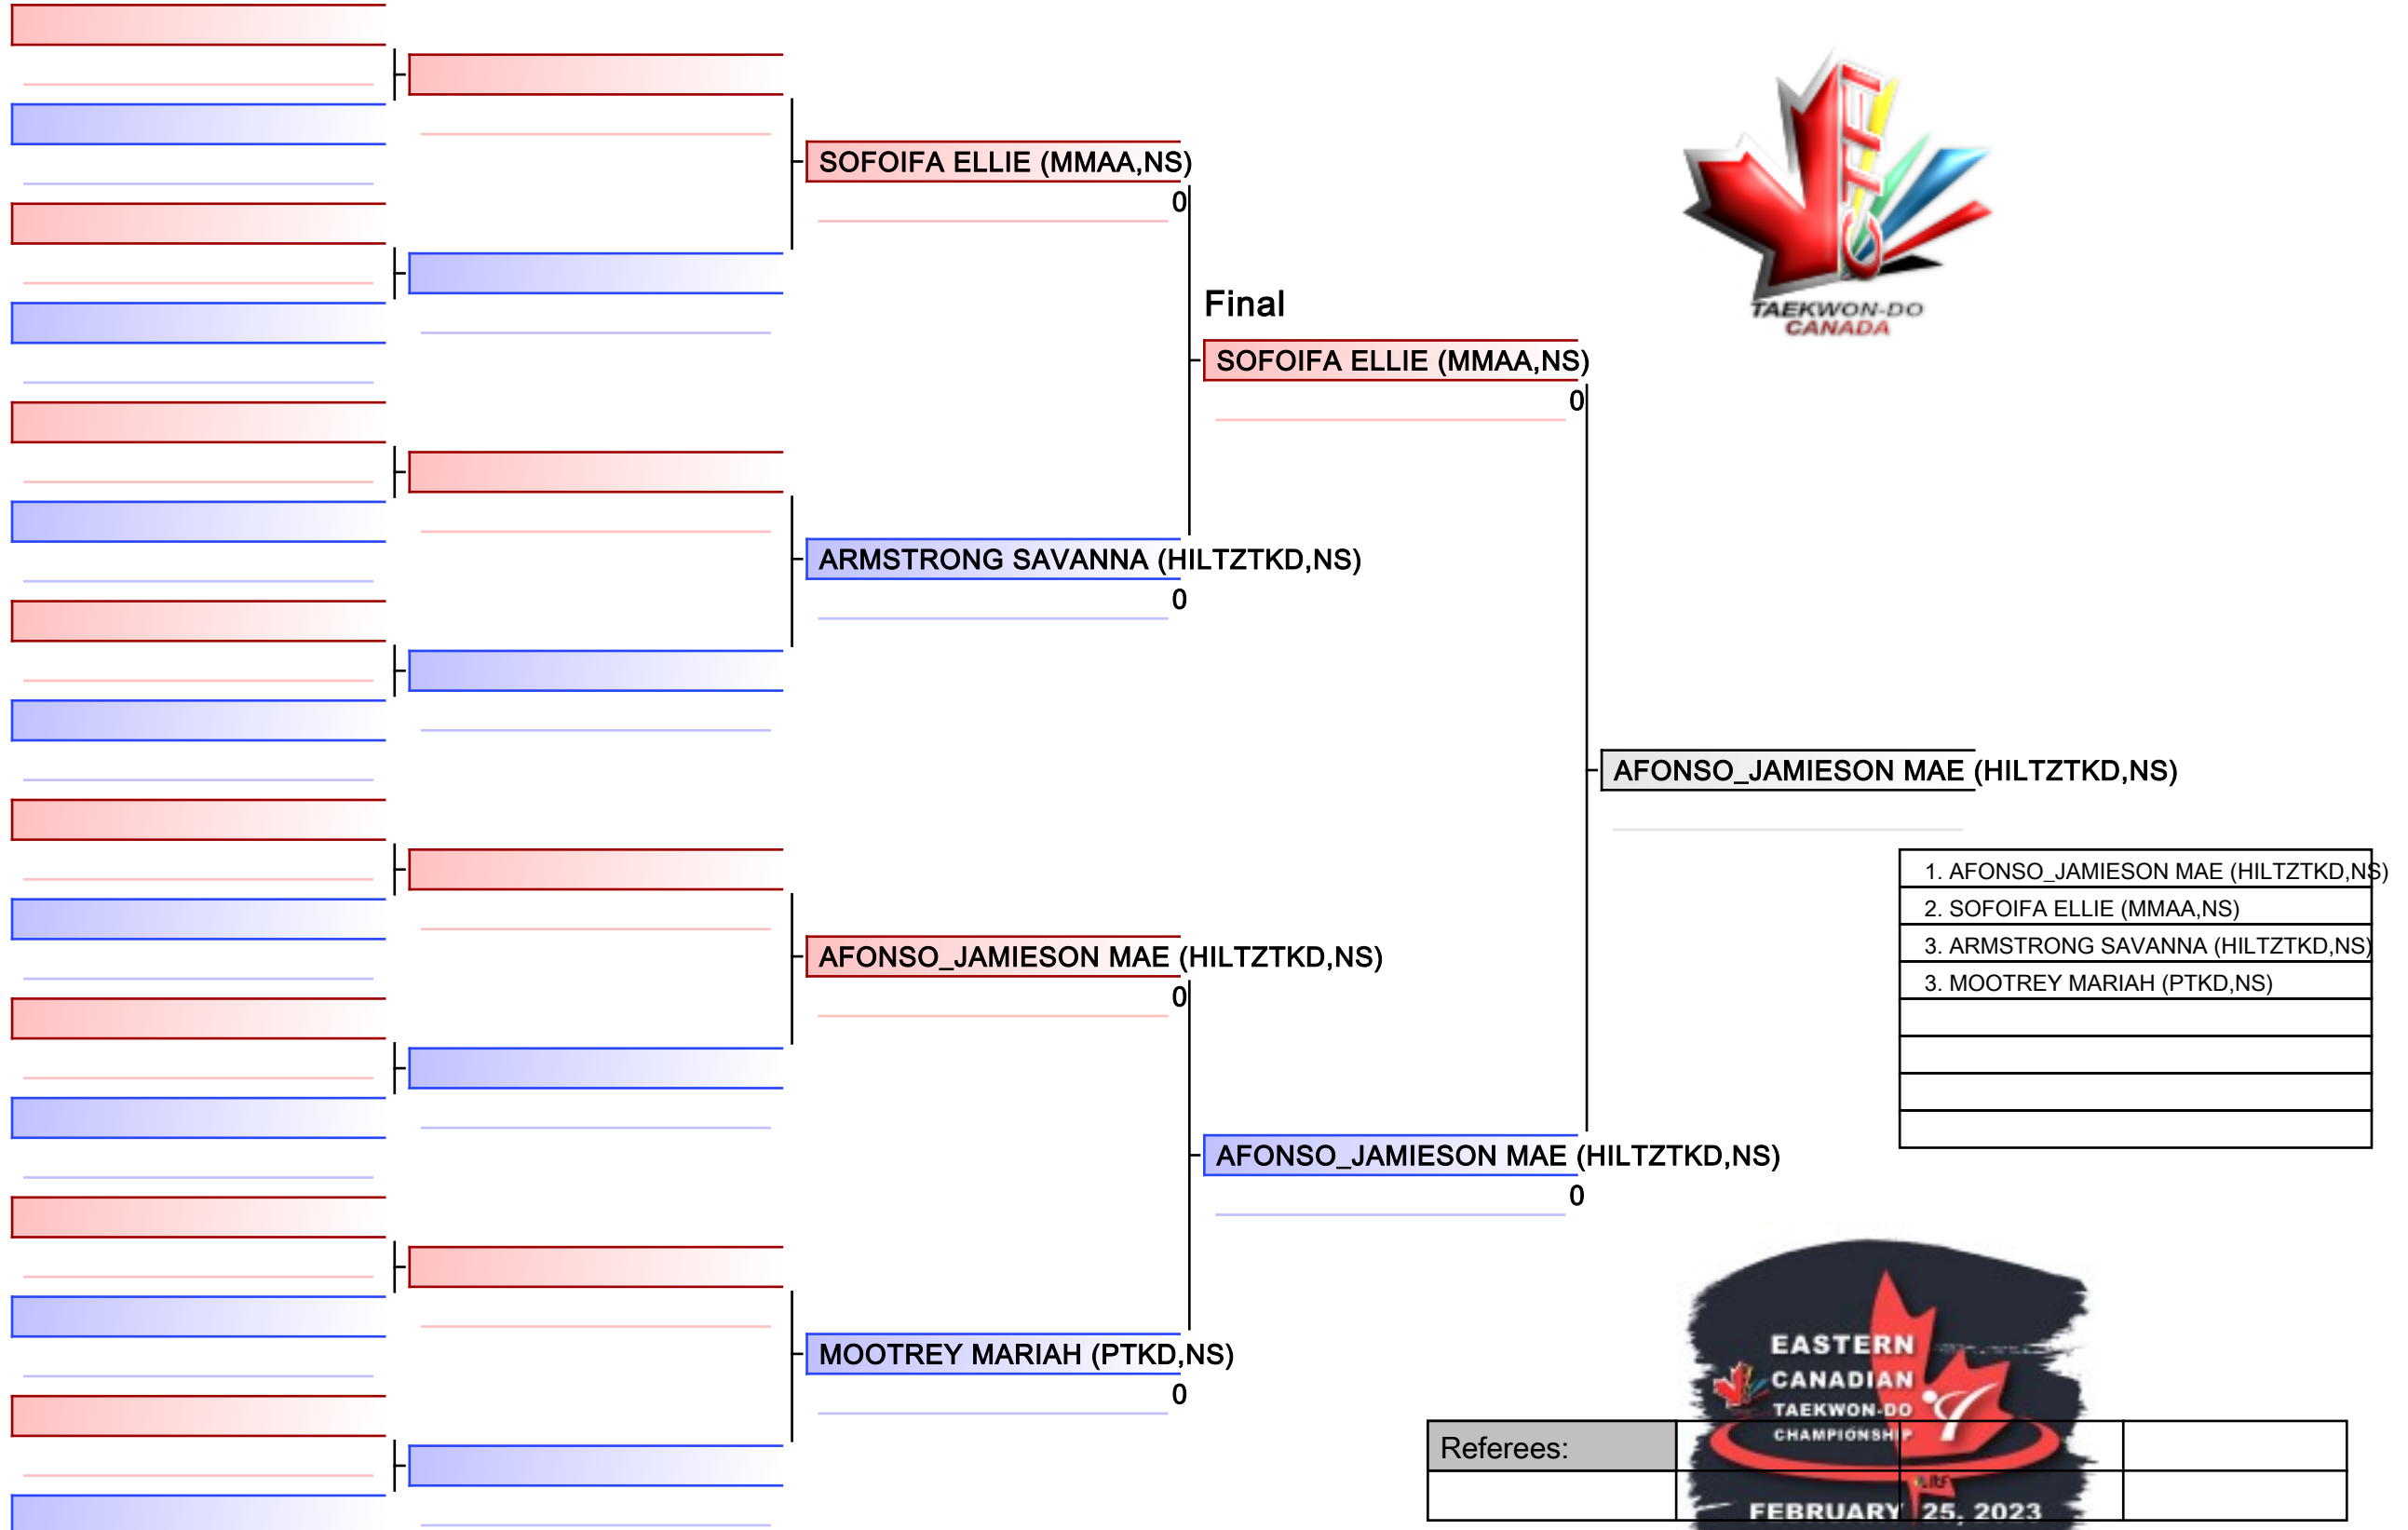 SOFOIFA ELLIE (MMAA,NS)
0
ARMSTRONG SAVANNA (HILTZTKD,NS)
0
AFONSO_JAMIESON MAE (HILTZTKD,NS)
0
MOOTREY MARIAH (PTKD,NS)
0
Final
SOFOIFA ELLIE (MMAA,NS)
0
AFONSO_JAMIESON MAE (HILTZTKD,NS)
0
AFONSO_JAMIESON MAE (HILTZTKD,NS)
TAEKWON-DO
CANADA
1. AFONSO_JAMIESON MAE (HILTZTKD,NS)
2. SOFOIFA ELLIE (MMAA,NS)
3. ARMSTRONG SAVANNA (HILTZTKD,NS)
3. MOOTREY MARIAH (PTKD,NS)
EASTERN
CANADIAN
TAEKWON-DO
CHAMPIONSHIP
FEBRUARY 25, 2023
Referees: